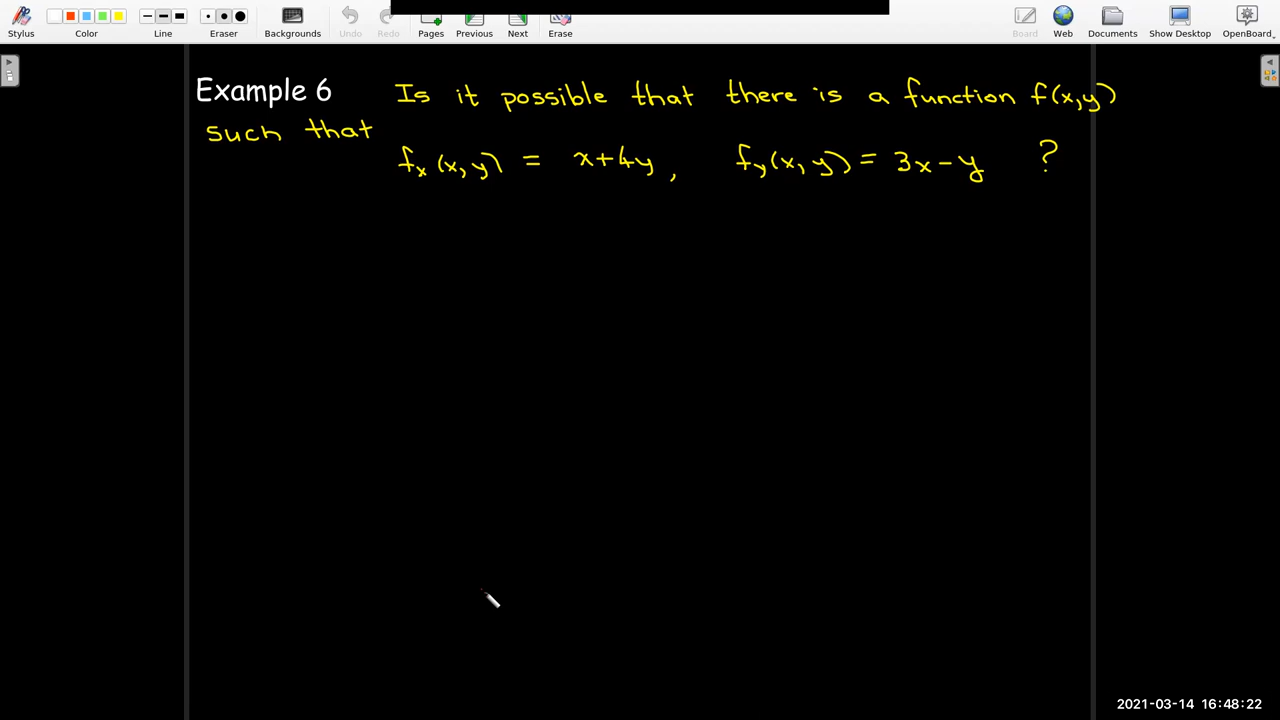 Stylus Color Line Eraser Backgrounds Undo Redo Pages Previous Next Erase Board Web Documents Show Desktop OpenBoard
Example 6 Is it possible that there is a function f(x,y)
such that
fx(x,y) = x+4y, fy(x,y) = 3x-y ?
2021-03-14 16:48:22